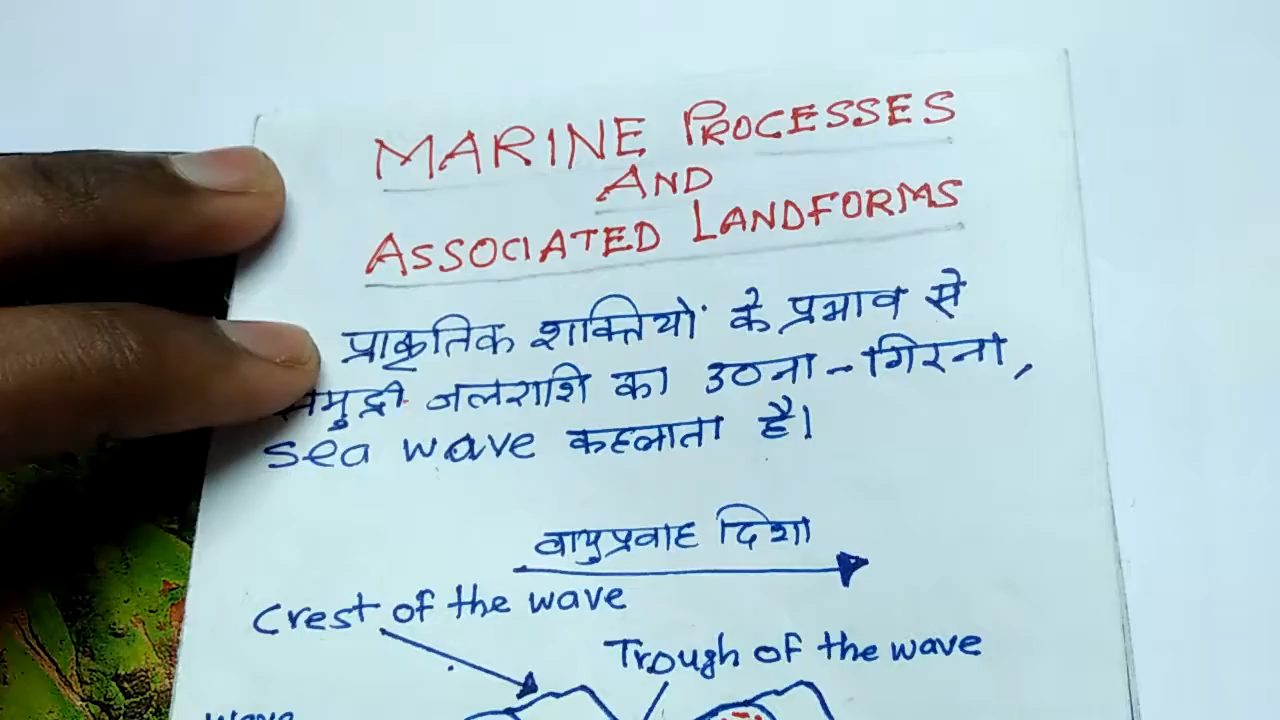 MARINE PROCESSES
AND
ASSOCIATED LANDFORMS
प्राकृतिक शक्तियों के प्रभाव से
समुद्री जलराशि का उठना-गिरना,
sea wave कहलाता है।
वायुप्रवाह दिशा
Crest of the wave
Trough of the wave